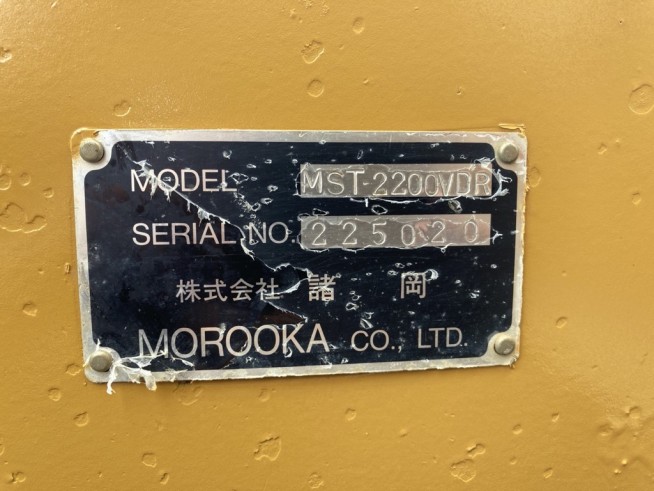 MODEL MST-2200VDR
SERIAL NO. 225020
株式会社 諸岡
MOROOKA CO., LTD.